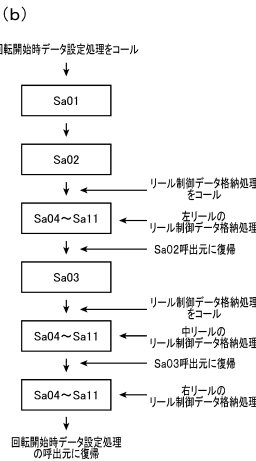 (b)
回転開始時データ設定処理をコール
Sa01
Sa02
リール制御データ格納処理
をコール
Sa04～Sa11
左リールの
リール制御データ格納処理
Sa02呼出元に復帰
Sa03
リール制御データ格納処理
をコール
Sa04～Sa11
中リールの
リール制御データ格納処理
Sa03呼出元に復帰
Sa04～Sa11
右リールの
リール制御データ格納処理
回転開始時データ設定処理
の呼出元に復帰